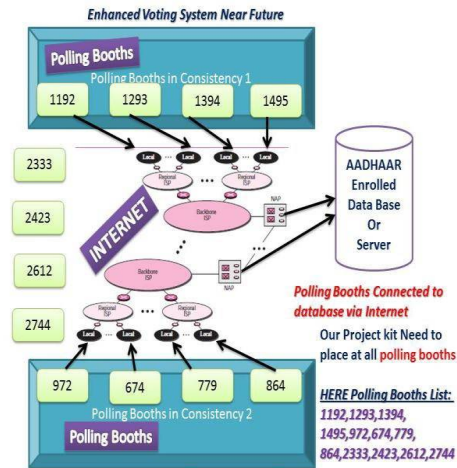 Enhanced Voting System Near Future
Polling Booths
Polling Booths in Consistency 1
1192 1293 1394 1495
Local ... Local Local ... Local
Regional ISP ... Regional ISP
2333
2423
2612
2744
INTERNET
Backbone ISP
NAP
Backbone ISP
NAP
Regional ISP ... Regional ISP
Local ... Local Local ... Local
AADHAAR
Enrolled
Data Base
Or
Server
Polling Booths Connected to
database via Internet
Our Project kit Need to
place at all polling booths
972 674 779 864
Polling Booths in Consistency 2
Polling Booths
HERE Polling Booths List:
1192,1293,1394,
1495,972,674,779,
864,2333,2423,2612,2744